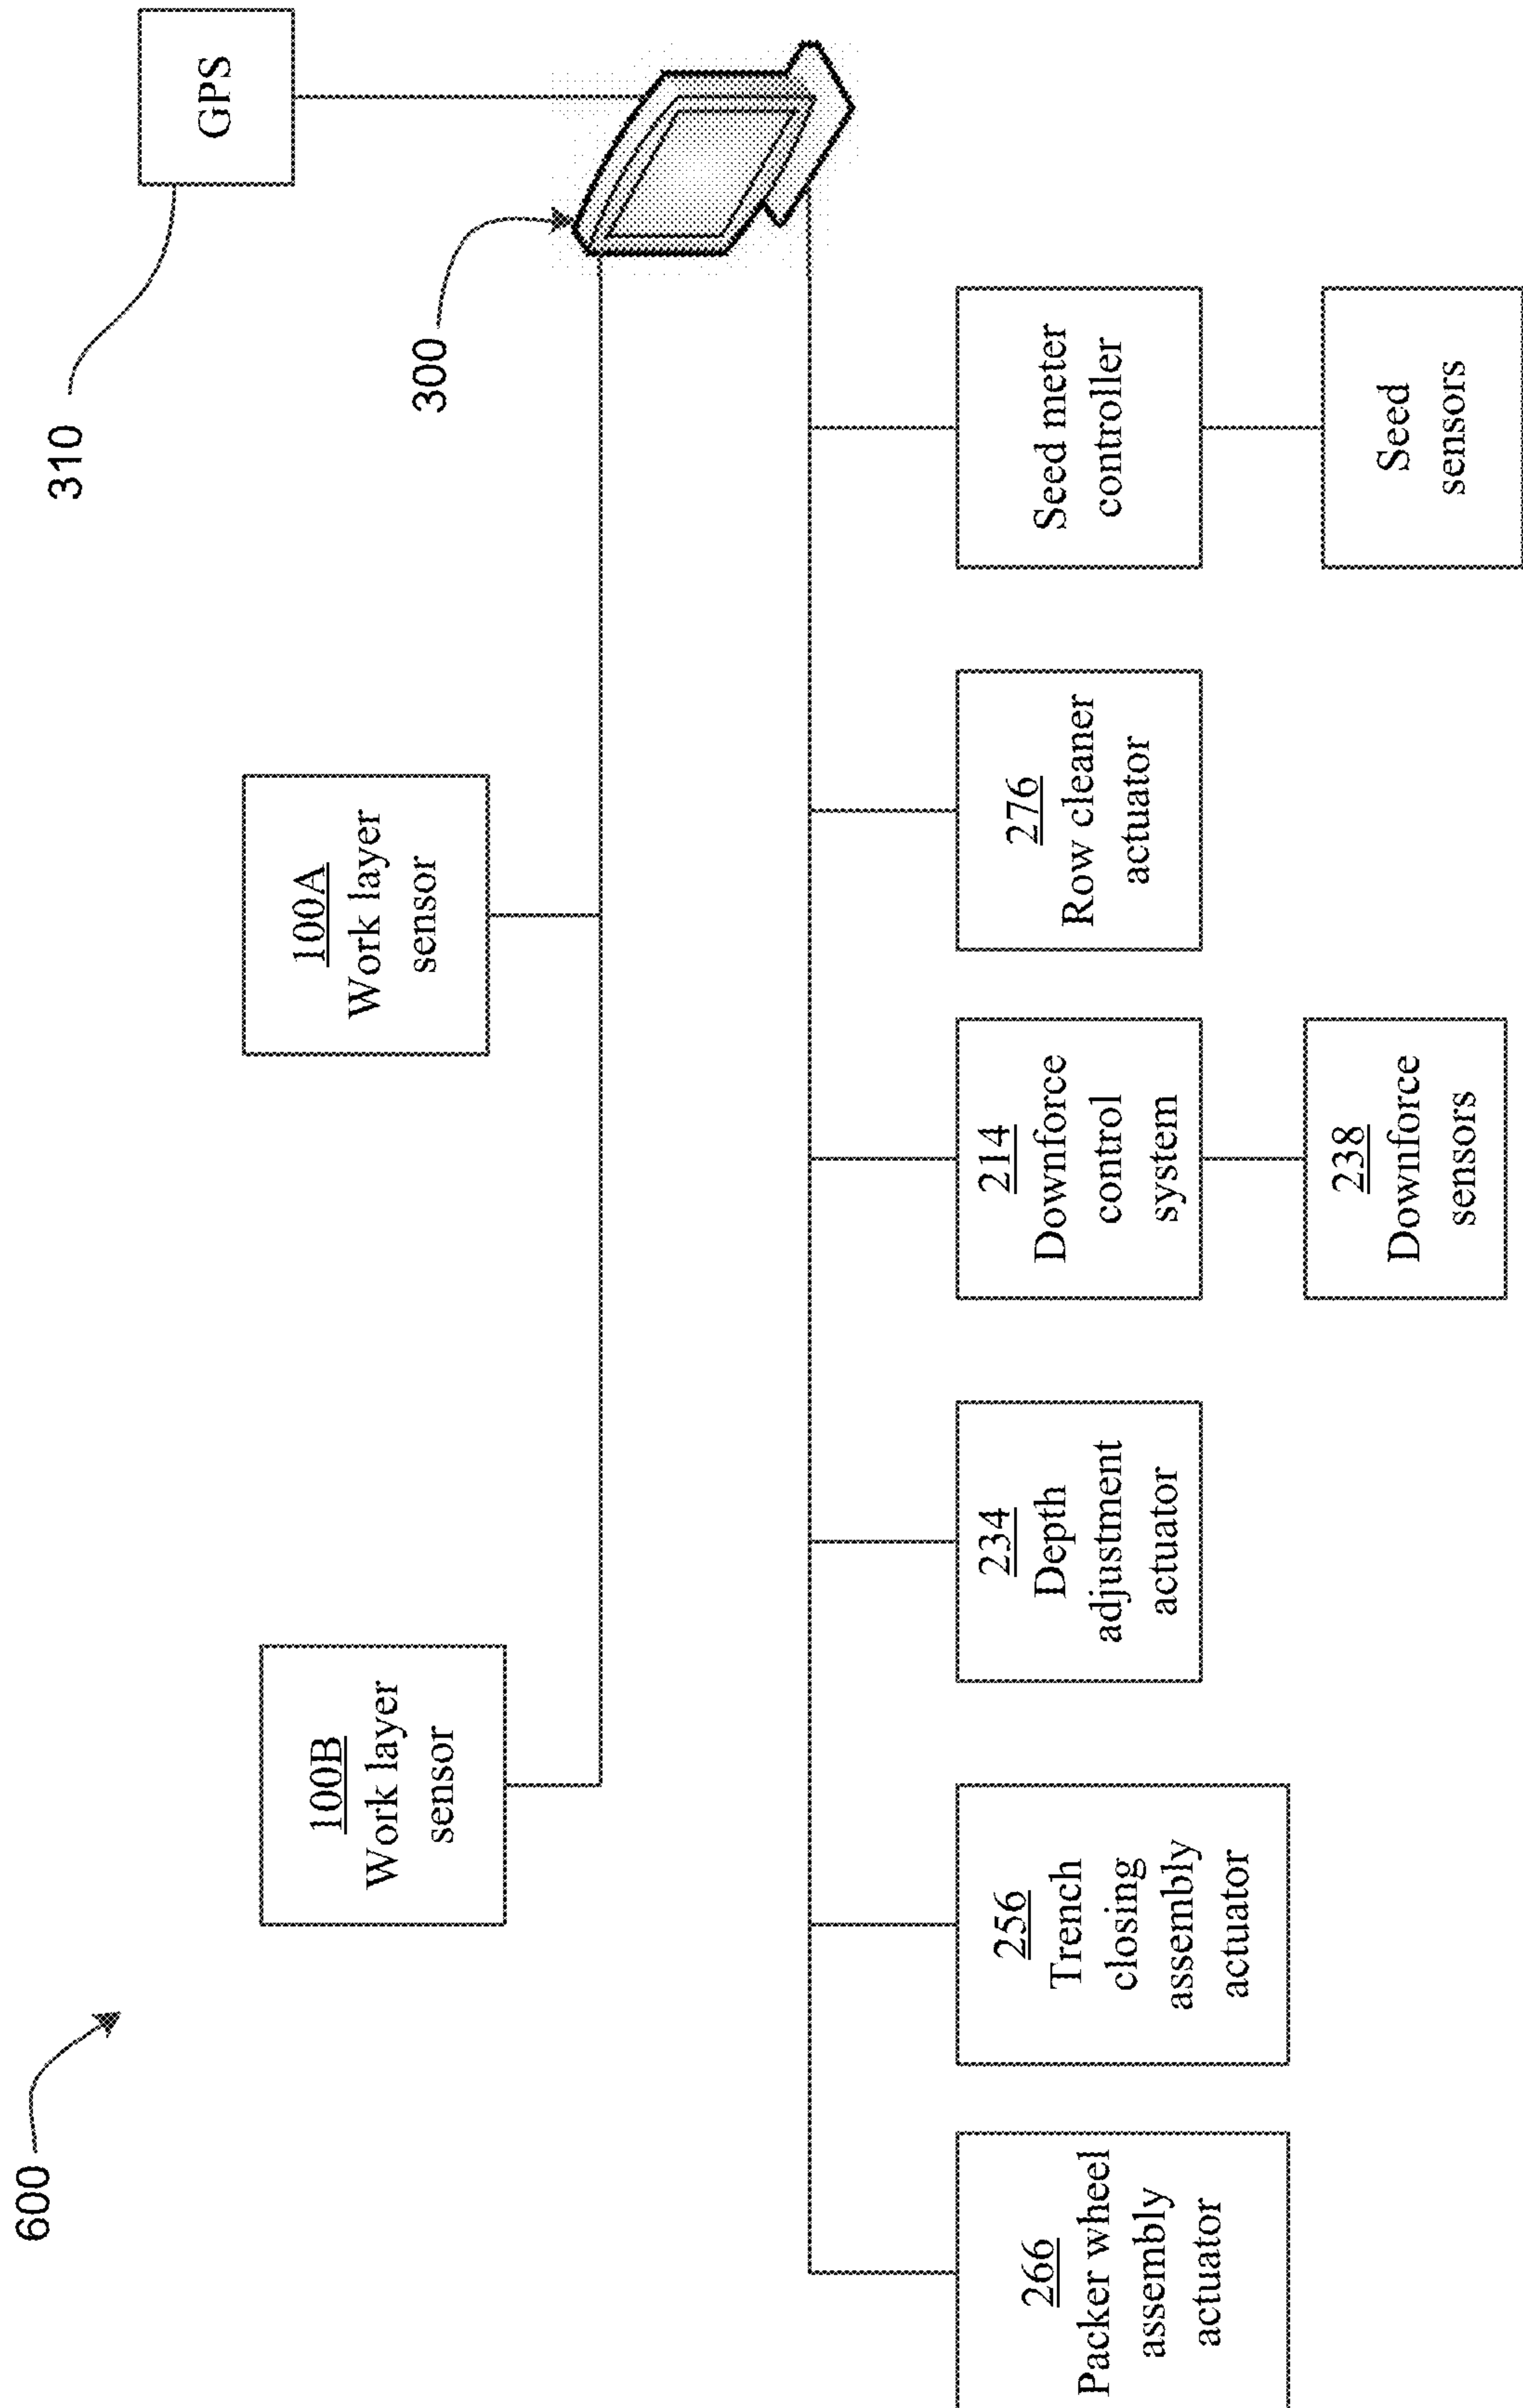 600
310
GPS
300
100B
Work layer
sensor
100A
Work layer
sensor
266
Packer wheel
assembly
actuator
256
Trench
closing
assembly
actuator
234
Depth
adjustment
actuator
214
Downforce
control
system
238
Downforce
sensors
276
Row cleaner
actuator
Seed meter
controller
Seed
sensors